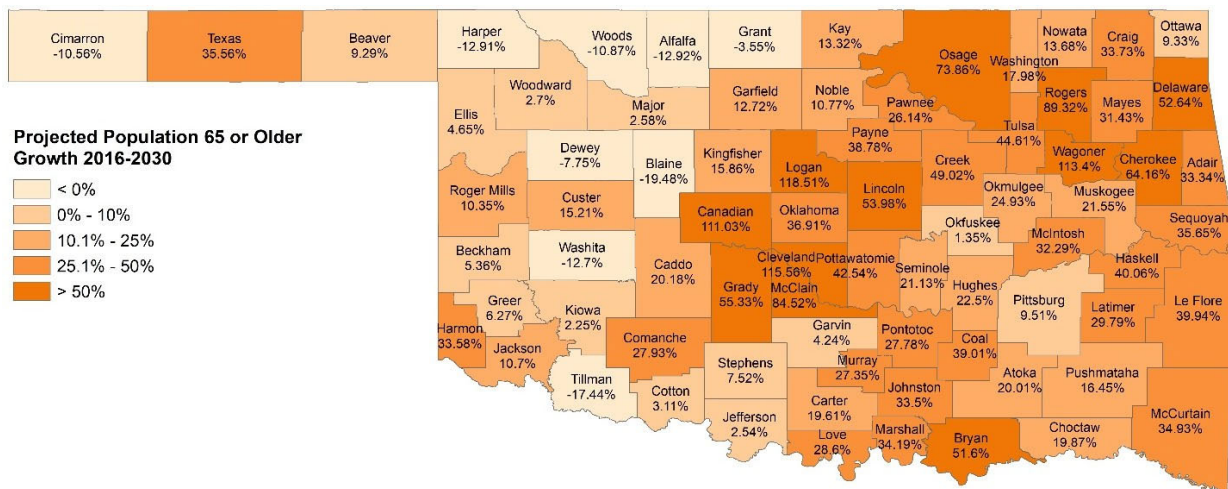 Cimarron
-10.56%
Texas
35.56%
Beaver
9.29%
Harper
-12.91%
Woods
-10.87%
Alfalfa
-12.92%
Grant
-3.55%
Kay
13.32%
Osage
73.86%
Washington
17.98%
Nowata
13.68%
Craig
33.73%
Ottawa
9.33%
Woodward
2.7%
Ellis
4.65%
Major
2.58%
Garfield
12.72%
Noble
10.77%
Pawnee
26.14%
Rogers
89.32%
Mayes
31.43%
Delaware
52.64%
Projected Population 65 or Older
Growth 2016-2030
< 0%
0% - 10%
10.1% - 25%
25.1% - 50%
> 50%
Dewey
-7.75%
Blaine
-19.48%
Kingfisher
15.86%
Logan
118.51%
Payne
38.78%
Tulsa
44.61%
Creek
49.02%
Wagoner
113.4%
Cherokee
64.16%
Adair
33.34%
Roger Mills
10.35%
Custer
15.21%
Canadian
111.03%
Oklahoma
36.91%
Lincoln
53.98%
Okmulgee
24.93%
Muskogee
21.55%
Okfuskee
1.35%
McIntosh
32.29%
Sequoyah
35.65%
Beckham
5.36%
Washita
-12.7%
Caddo
20.18%
Grady
55.33%
Cleveland
115.56%
McClain
84.52%
Pottawatomie
42.54%
Seminole
21.13%
Hughes
22.5%
Pittsburg
9.51%
Haskell
40.06%
Latimer
29.79%
Le Flore
39.94%
Greer
6.27%
Kiowa
2.25%
Harmon
33.58%
Jackson
10.7%
Comanche
27.93%
Garvin
4.24%
Pontotoc
27.78%
Coal
39.01%
Tillman
-17.44%
Cotton
3.11%
Stephens
7.52%
Murray
27.35%
Johnston
33.5%
Atoka
20.01%
Pushmataha
16.45%
McCurtain
34.93%
Jefferson
2.54%
Carter
19.61%
Love
28.6%
Marshall
34.19%
Bryan
51.6%
Choctaw
19.87%